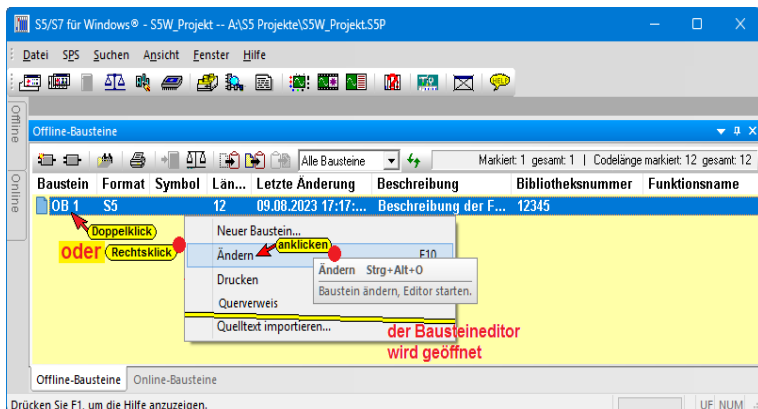 S5/S7 für Windows® - S5W_Projekt -- A:\S5 Projekte\S5W_Projekt.S5P
Datei SPS Suchen Ansicht Fenster Hilfe
Offline
Online
Offline-Bausteine
Alle Bausteine
Markiert: 1 gesamt: 1 | Codelänge markiert: 12 gesamt: 12
Baustein Format Symbol Län... Letzte Änderung Beschreibung Bibliotheksnummer Funktionsname
OB 1 S5 12 09.08.2023 17:17:... Beschreibung der F... 12345
Doppelklick
oder Rechtsklick
Neuer Baustein...
Ändern anklicken F10
Drucken
Querverweis
Quelltext importieren...
Ändern Strg+Alt+O
Baustein ändern, Editor starten.
der Bausteineditor
wird geöffnet
Offline-Bausteine Online-Bausteine
Drücken Sie F1, um die Hilfe anzuzeigen.
UF NUM